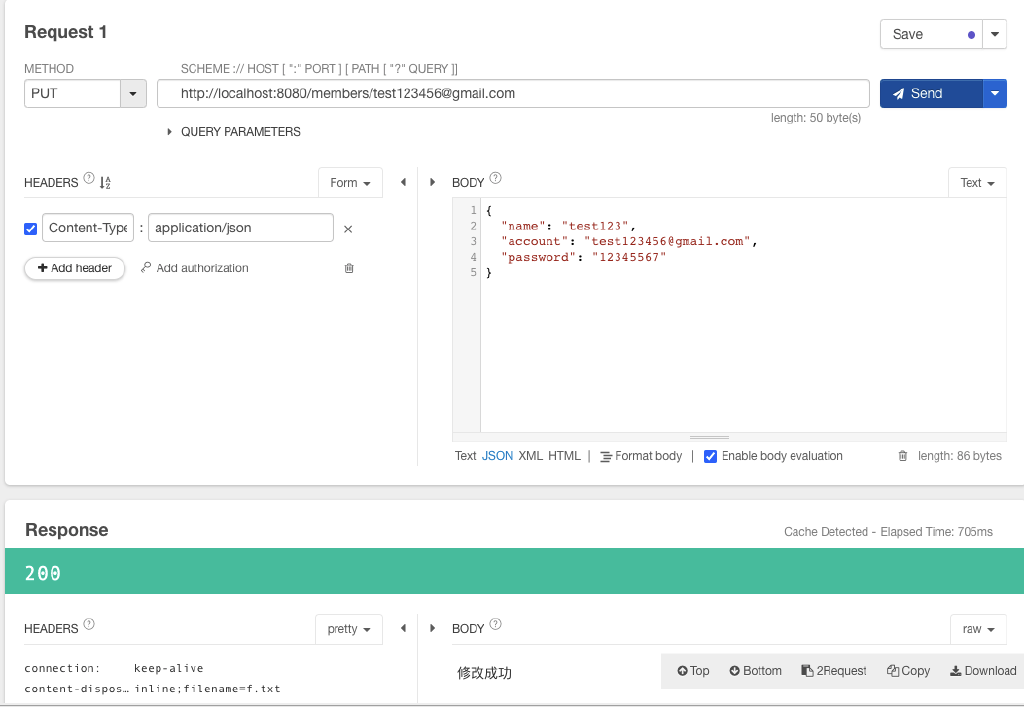 Request 1
Save
METHOD
SCHEME :// HOST [ ":" PORT ] [ PATH [ "?" QUERY ]]
PUT
http://localhost:8080/members/test123456@gmail.com
Send
length: 50 byte(s)
QUERY PARAMETERS
HEADERS ? Form
BODY ? Text
Content-Type : application/json
+ Add header Add authorization
1 {
2 "name": "test123",
3 "account": "test123456@gmail.com",
4 "password": "12345567"
5 }
Text JSON XML HTML | Format body | Enable body evaluation length: 86 bytes
Response
Cache Detected - Elapsed Time: 705ms
200
HEADERS ? pretty
BODY ? raw
connection: keep-alive
content-dispos… inline;filename=f.txt
修改成功
Top Bottom 2Request Copy Download